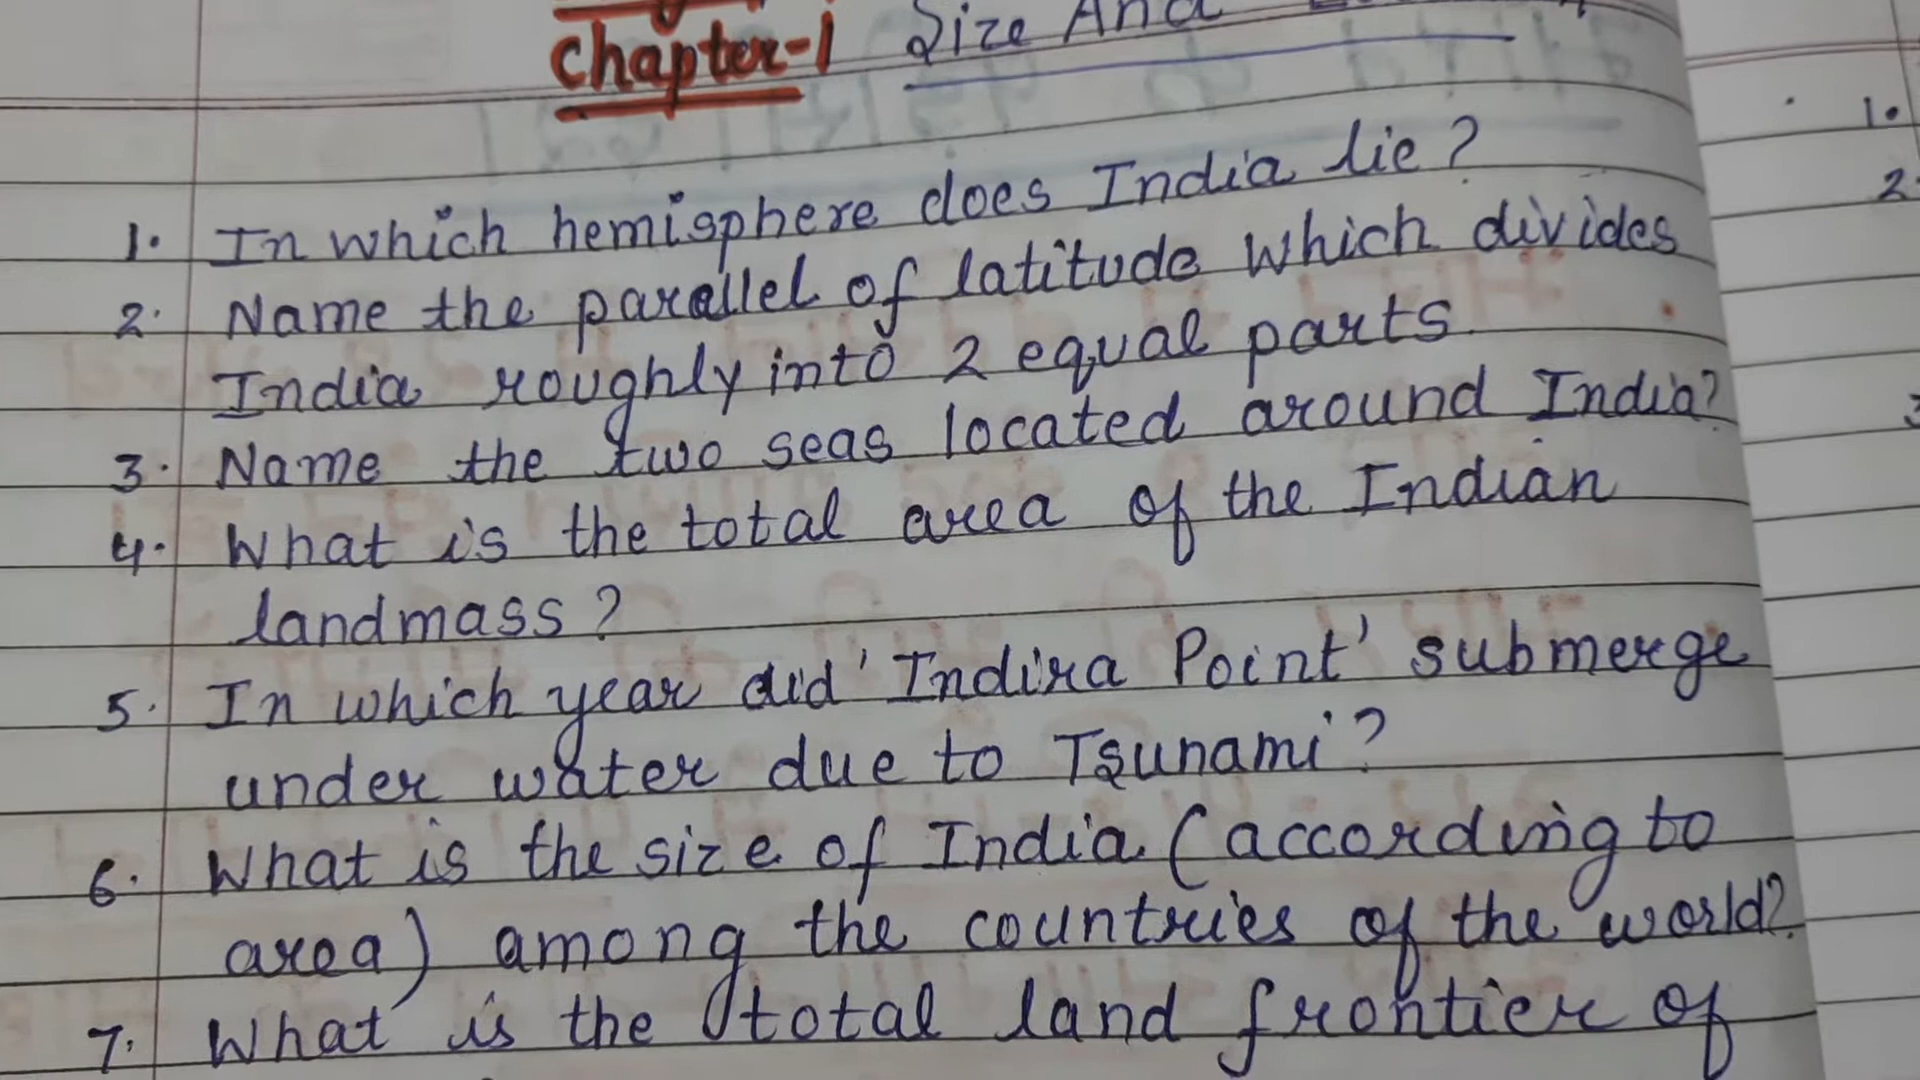 Chapter-1 Size And
1. In which hemisphere does India lie?
2. Name the parallel of latitude which divides
India roughly into 2 equal parts.
3. Name the two seas located around India?
4. What is the total area of the Indian
landmass?
5. In which year did 'Indira Point' submerge
under water due to Tsunami?
6. What is the size of India (according to
area) among the countries of the world?
7. What is the total land frontier of
1.
2.
3